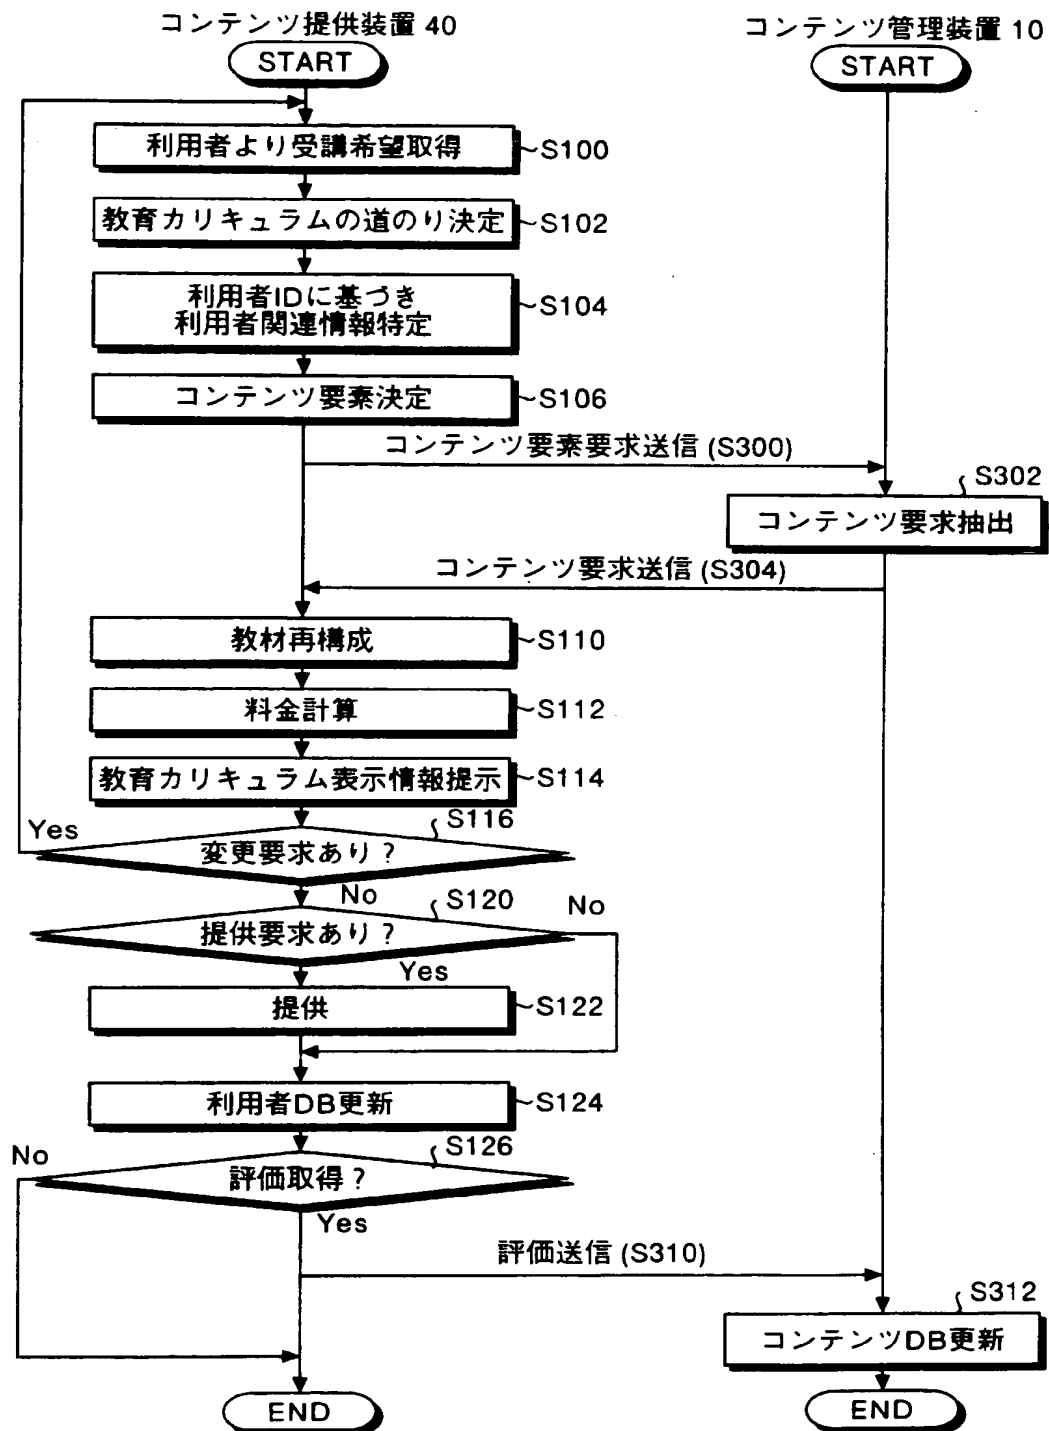 コンテンツ提供装置 40
コンテンツ管理装置 10
START
START
利用者より受講希望取得
S100
教育カリキュラムの道のり決定
S102
利用者IDに基づき
利用者関連情報特定
S104
コンテンツ要素決定
S106
コンテンツ要素要求送信 (S300)
S302
コンテンツ要求抽出
コンテンツ要求送信 (S304)
教材再構成
S110
料金計算
S112
教育カリキュラム表示情報提示
S114
S116
Yes
変更要求あり?
No
S120
No
提供要求あり?
Yes
提供
S122
利用者DB更新
S124
S126
No
評価取得?
Yes
評価送信 (S310)
S312
コンテンツDB更新
END
END